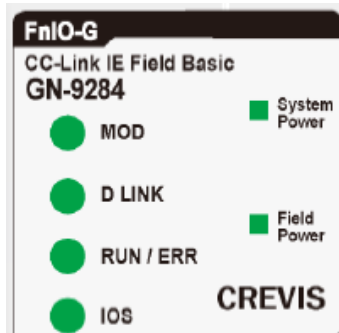 FnIO-G
CC-Link IE Field Basic
GN-9284
System
Power
MOD
D LINK
Field
Power
RUN / ERR
IOS
CREVIS